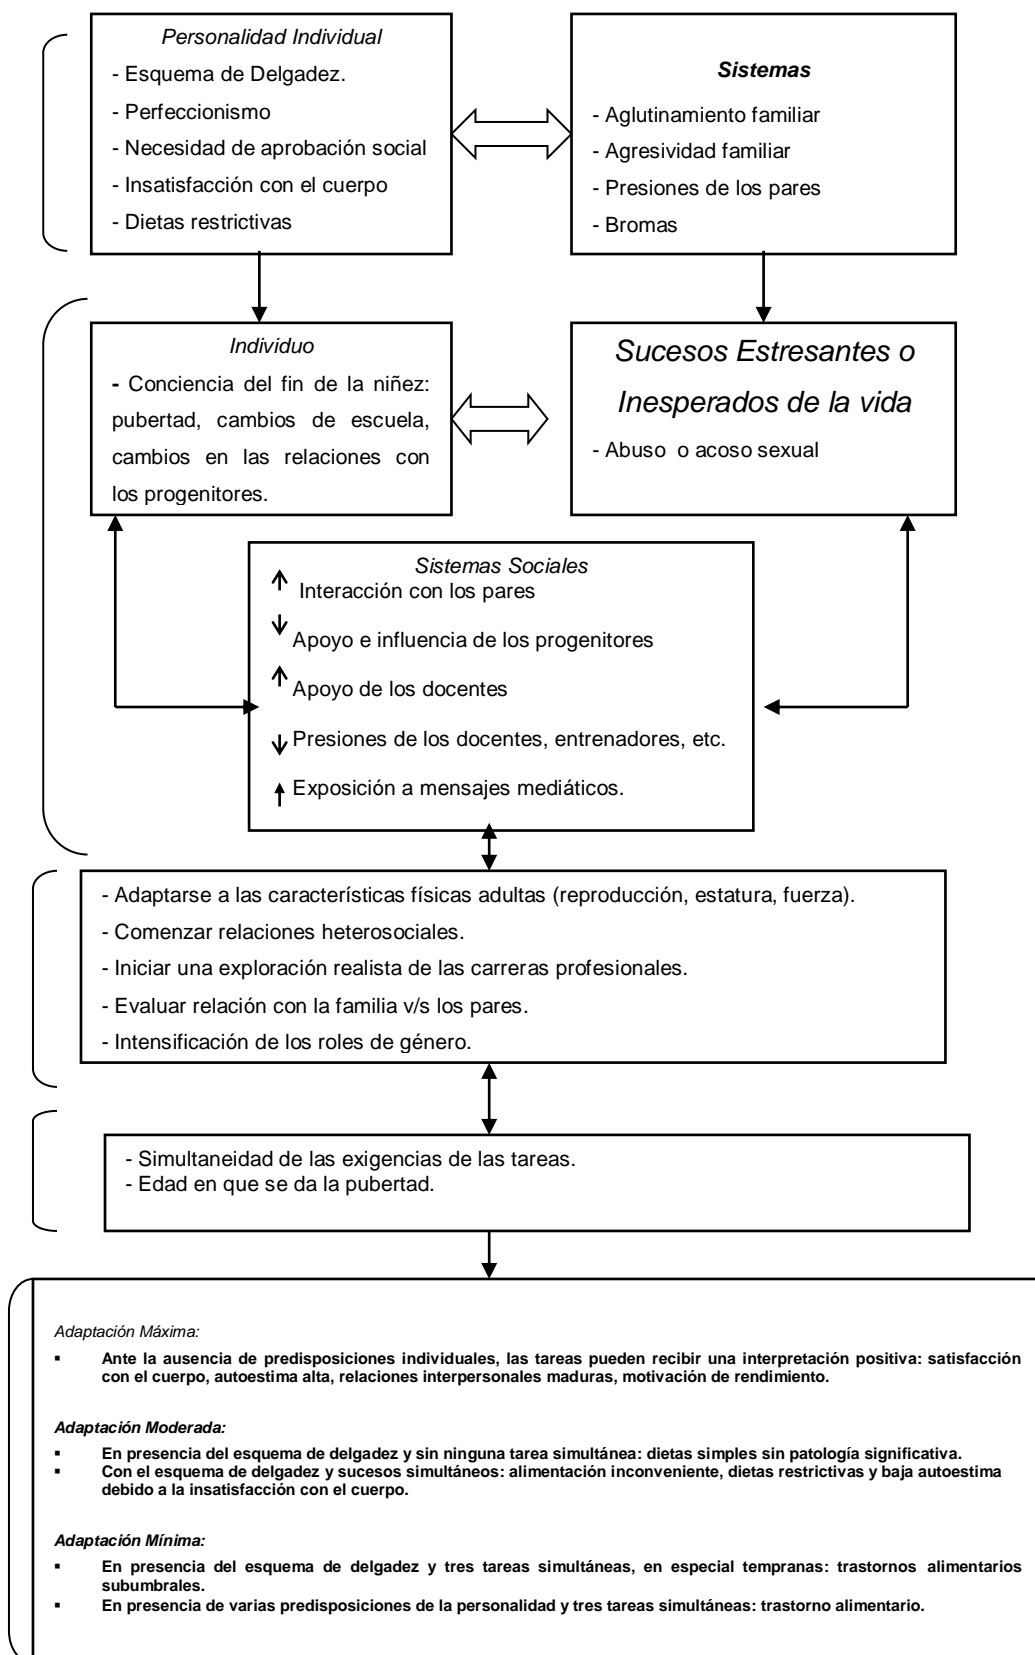 Personalidad Individual
- Esquema de Delgadez.
- Perfeccionismo
- Necesidad de aprobación social
- Insatisfacción con el cuerpo
- Dietas restrictivas
Sistemas
- Aglutinamiento familiar
- Agresividad familiar
- Presiones de los pares
- Bromas
Individuo
- Conciencia del fin de la niñez:
pubertad, cambios de escuela,
cambios en las relaciones con
los progenitores.
Sucesos Estresantes o
Inesperados de la vida
- Abuso o acoso sexual
Sistemas Sociales
Interacción con los pares
Apoyo e influencia de los progenitores
Apoyo de los docentes
Presiones de los docentes, entrenadores, etc.
Exposición a mensajes mediáticos.
- Adaptarse a las características físicas adultas (reproducción, estatura, fuerza).
- Comenzar relaciones heterosociales.
- Iniciar una exploración realista de las carreras profesionales.
- Evaluar relación con la familia v/s los pares.
- Intensificación de los roles de género.
- Simultaneidad de las exigencias de las tareas.
- Edad en que se da la pubertad.
Adaptación Máxima:
▪ Ante la ausencia de predisposiciones individuales, las tareas pueden recibir una interpretación positiva: satisfacción
con el cuerpo, autoestima alta, relaciones interpersonales maduras, motivación de rendimiento.
Adaptación Moderada:
▪ En presencia del esquema de delgadez y sin ninguna tarea simultánea: dietas simples sin patología significativa.
▪ Con el esquema de delgadez y sucesos simultáneos: alimentación inconveniente, dietas restrictivas y baja autoestima
debido a la insatisfacción con el cuerpo.
Adaptación Mínima:
▪ En presencia del esquema de delgadez y tres tareas simultáneas, en especial tempranas: trastornos alimentarios
subumbrales.
▪ En presencia de varias predisposiciones de la personalidad y tres tareas simultáneas: trastorno alimentario.